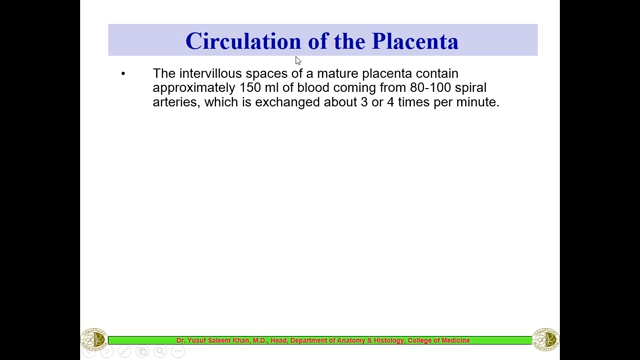 Circulation of the Placenta
• The intervillous spaces of a mature placenta contain
approximately 150 ml of blood coming from 80-100 spiral
arteries, which is exchanged about 3 or 4 times per minute.
Dr. Yusuf Saleem Khan, M.D., Head, Department of Anatomy & Histology, College of Medicine